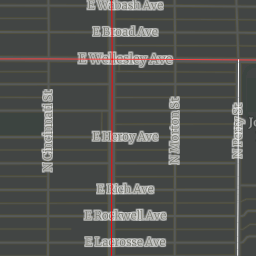 E Wabash Ave
E Broad Ave
E Wellesley Ave
N Cincinnati St
N Morton St
N Perry St
E Heroy Ave
E Rich Ave
E Rockwell Ave
E Lacrosse Ave